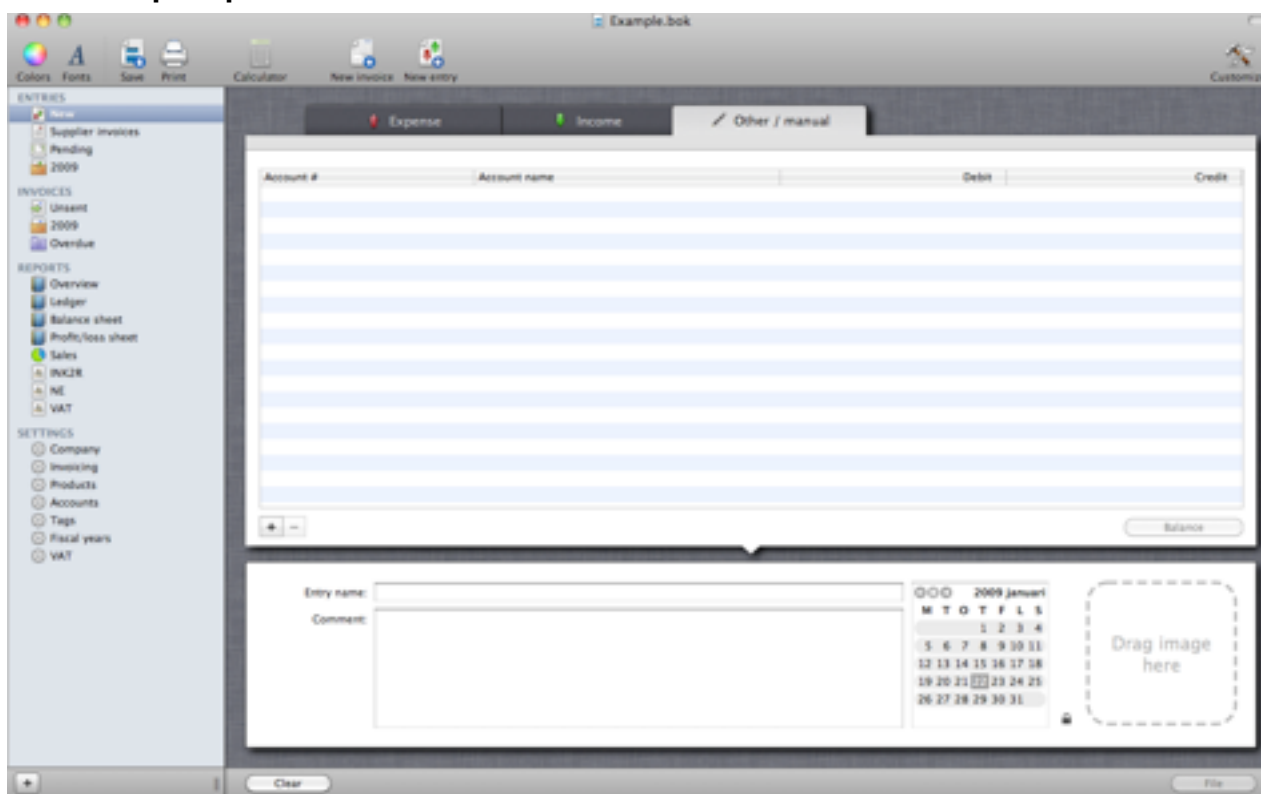 Example.bok
Colors Fonts Save Print Calculator New invoice New entry Customiz
ENTRIES
New
Supplier invoices
Pending
2009
INVOICES
Unsent
2009
Overdue
REPORTS
Overview
Ledger
Balance sheet
Profit/loss sheet
Sales
INK2R
NE
VAT
SETTINGS
Company
Invoicing
Products
Accounts
Tags
Fiscal years
VAT
Expense Income Other / manual
Account # Account name Debit Credit
+ - Balance
Entry name:
Comment:
2009 januari
M T O T F L S
1 2 3 4
5 6 7 8 9 10 11
12 13 14 15 16 17 18
19 20 21 22 23 24 25
26 27 28 29 30 31
Drag image
here
+ Clear File